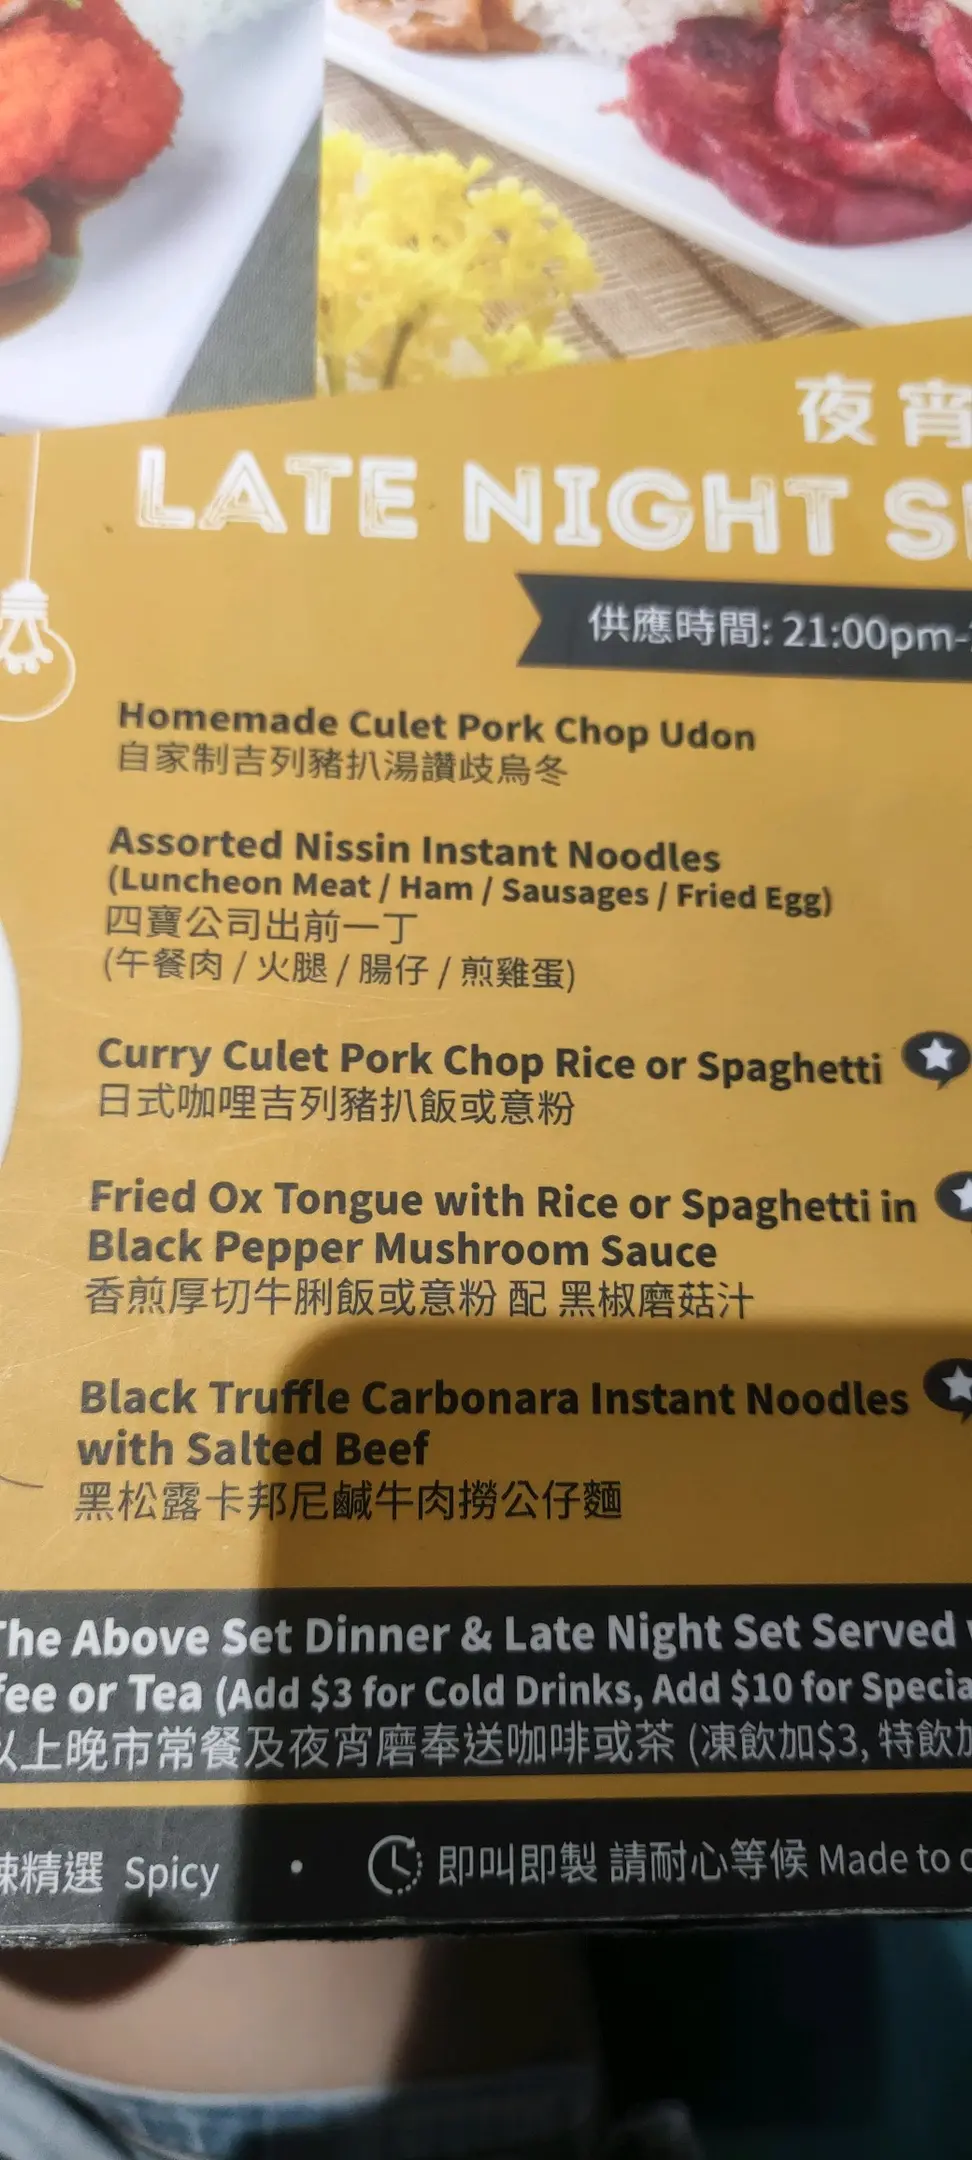 夜宵
LATE NIGHT
供應時間: 21:00pm-
Homemade Culet Pork Chop Udon
自家制吉列豬扒湯讚歧烏冬
Assorted Nissin Instant Noodles
(Luncheon Meat / Ham / Sausages / Fried Egg)
四寶公司出前一丁
(午餐肉 / 火腿 / 腸仔 / 煎雞蛋)
Curry Culet Pork Chop Rice or Spaghetti
日式咖哩吉列豬扒飯或意粉
Fried Ox Tongue with Rice or Spaghetti in
Black Pepper Mushroom Sauce
香煎厚切牛脷飯或意粉 配 黑椒磨菇汁
Black Truffle Carbonara Instant Noodles
with Salted Beef
黑松露卡邦尼鹹牛肉撈公仔麵
The Above Set Dinner & Late Night Set Served
fee or Tea (Add $3 for Cold Drinks, Add $10 for Specia
以上晚市常餐及夜宵磨奉送咖啡或茶 (凍飲加$3, 特飲加
辣精選 Spicy • 即叫即製 請耐心等候 Made to